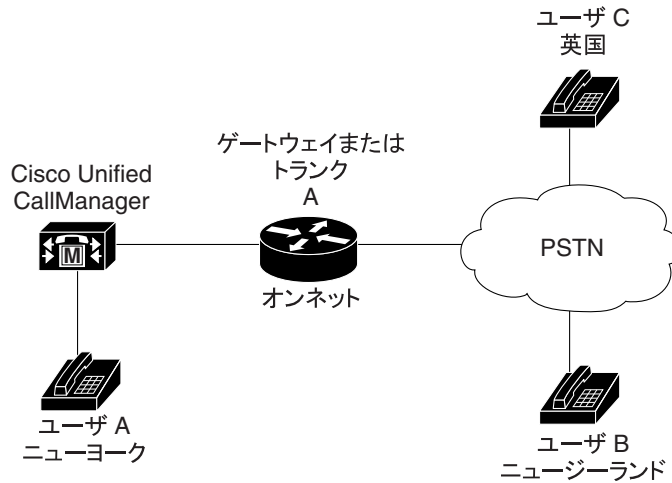 ユーザ C
英国
ゲートウェイまたは
トランク
A
Cisco Unified
CallManager
M
PSTN
オンネット
ユーザ A
ニューヨーク
ユーザ B
ニュージーランド